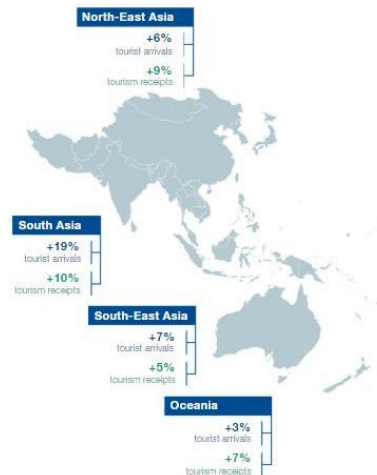 North-East Asia
+6%
tourist arrivals
+9%
tourism receipts
South Asia
+19%
tourist arrivals
+10%
tourism receipts
South-East Asia
+7%
tourist arrivals
+5%
tourism receipts
Oceania
+3%
tourist arrivals
+7%
tourism receipts